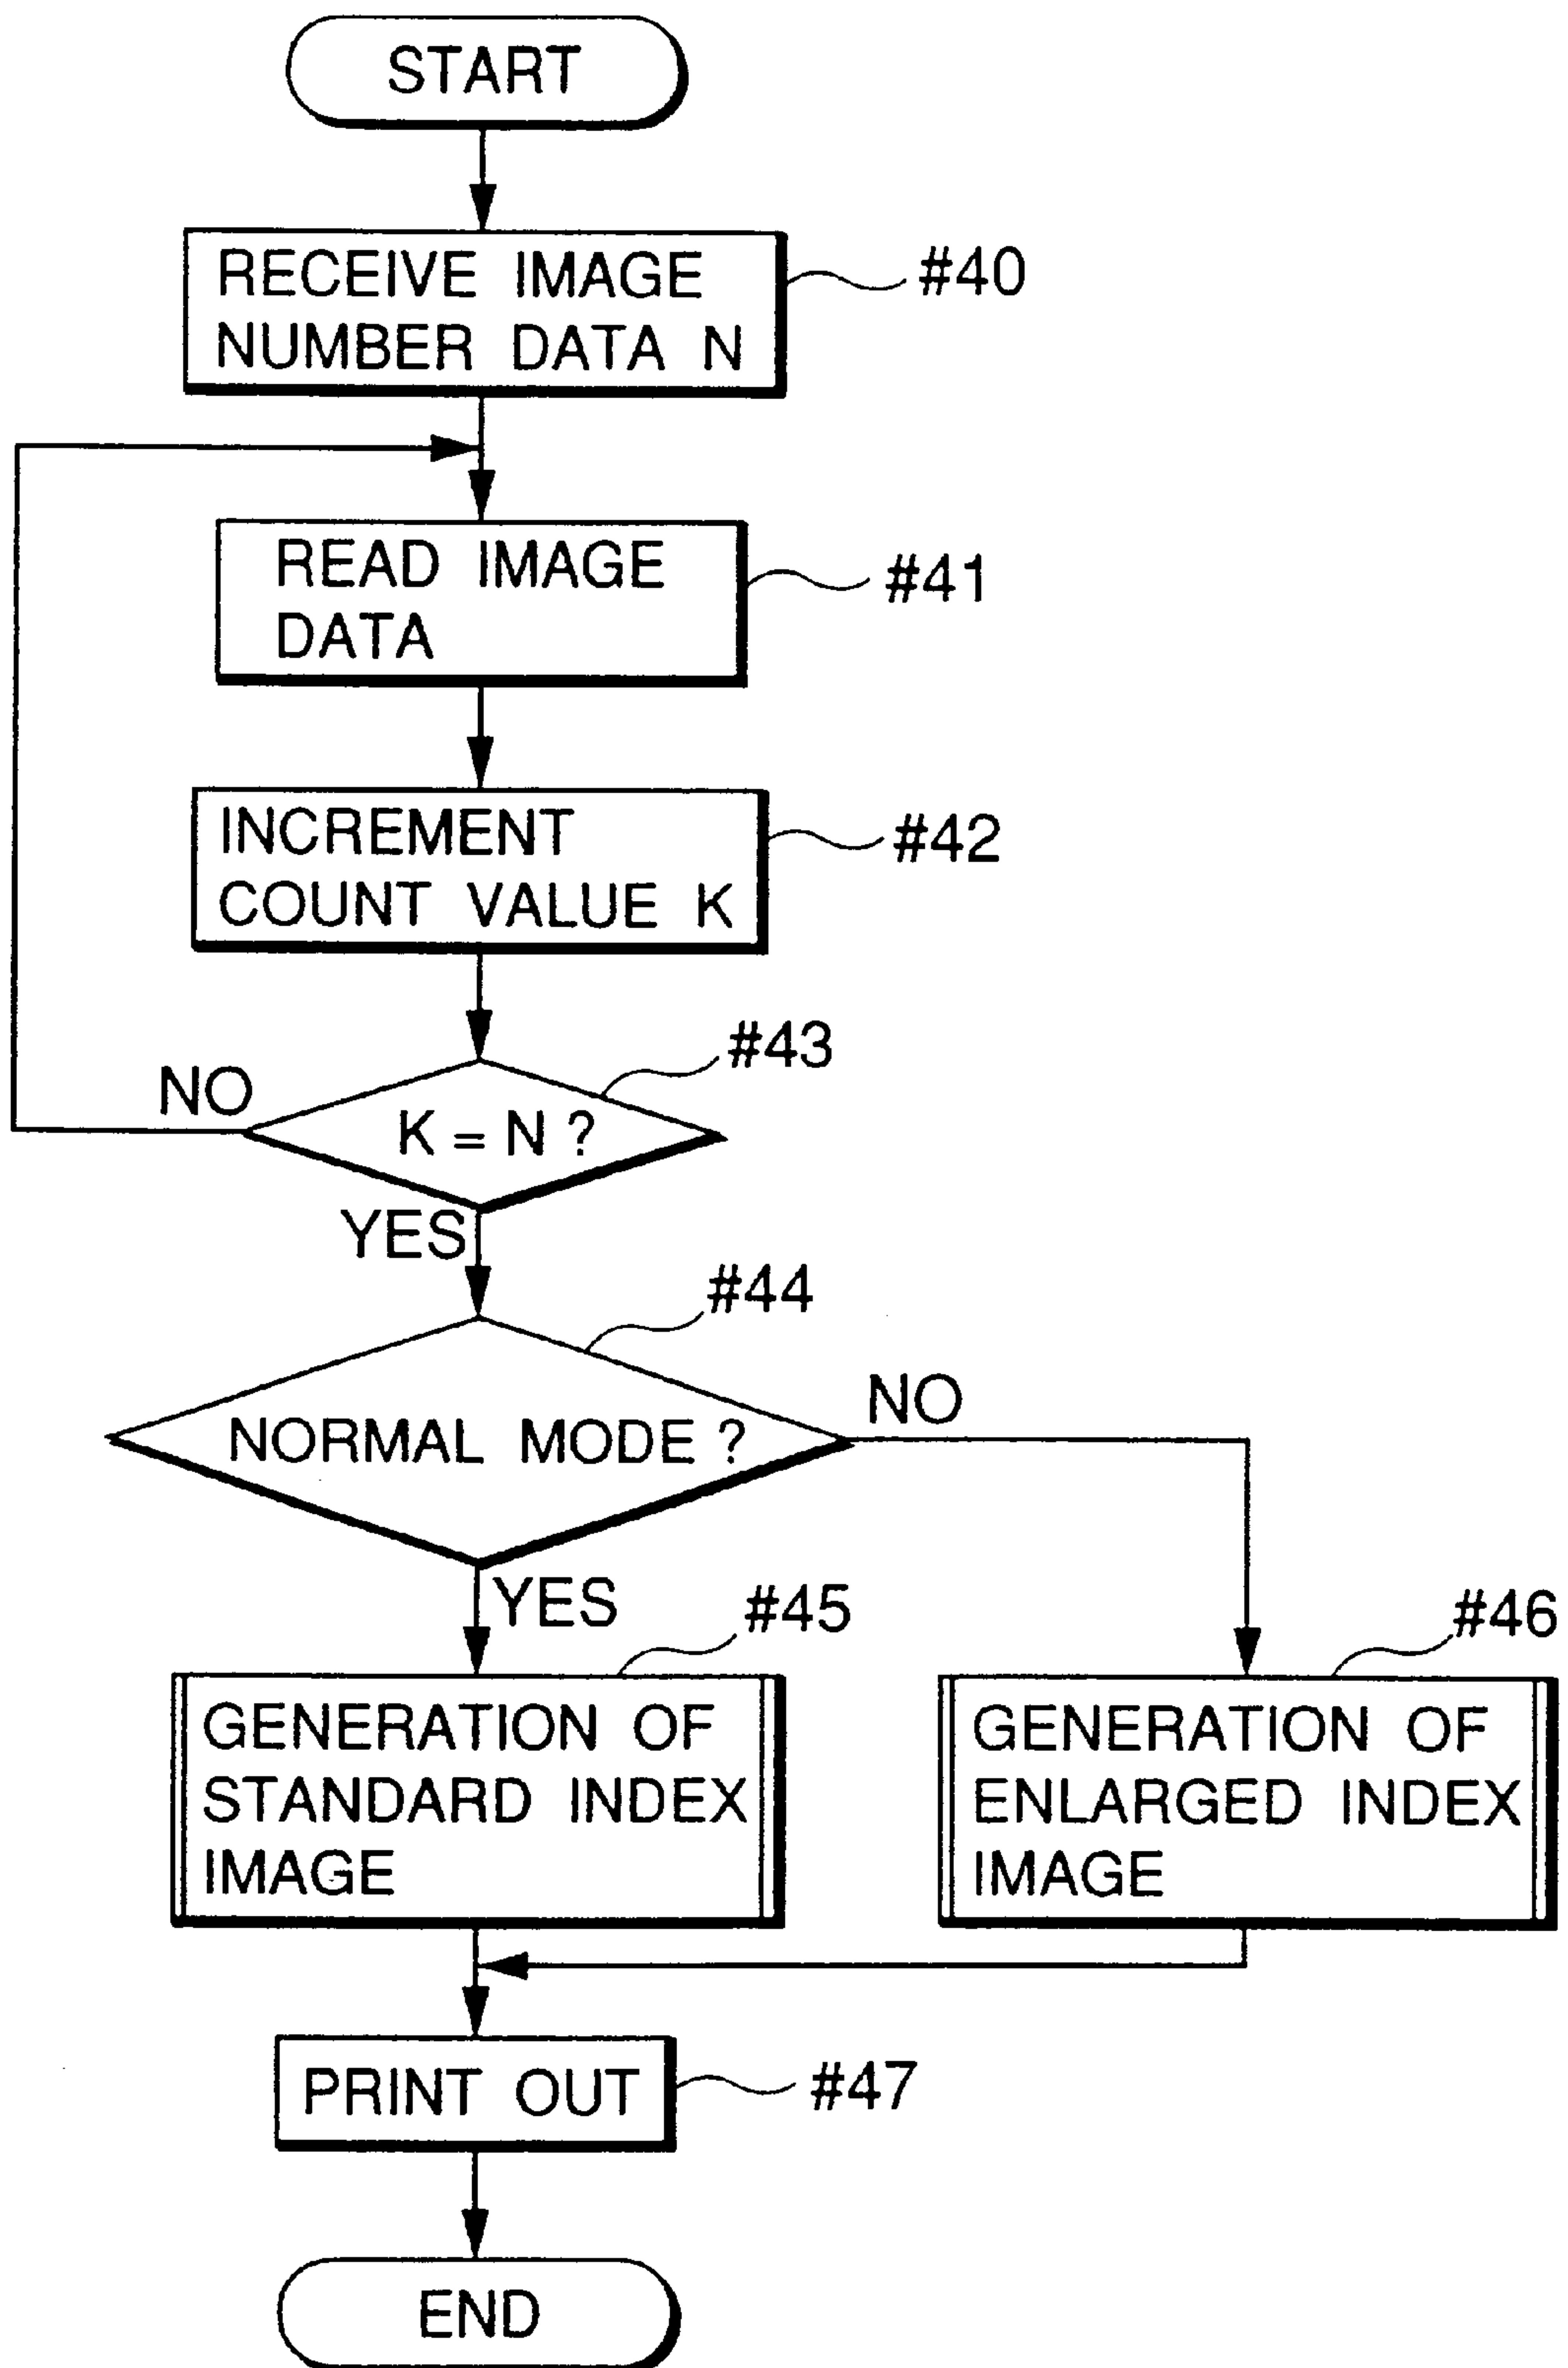 START
RECEIVE IMAGE
NUMBER DATA N
#40
READ IMAGE
DATA
#41
INCREMENT
COUNT VALUE K
#42
#43
NO
K = N ?
YES
#44
NORMAL MODE ?
NO
YES
#45
GENERATION OF
STANDARD INDEX
IMAGE
#46
GENERATION OF
ENLARGED INDEX
IMAGE
PRINT OUT
#47
END